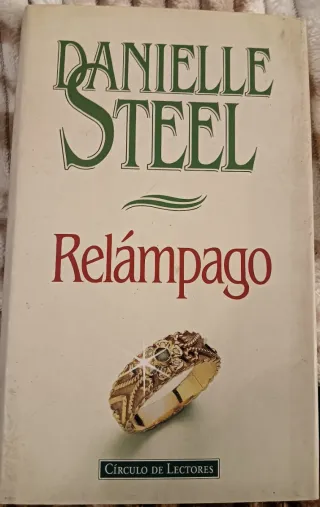 DANIELLE
STEEL
Relámpago
CÍRCULO DE LECTORES